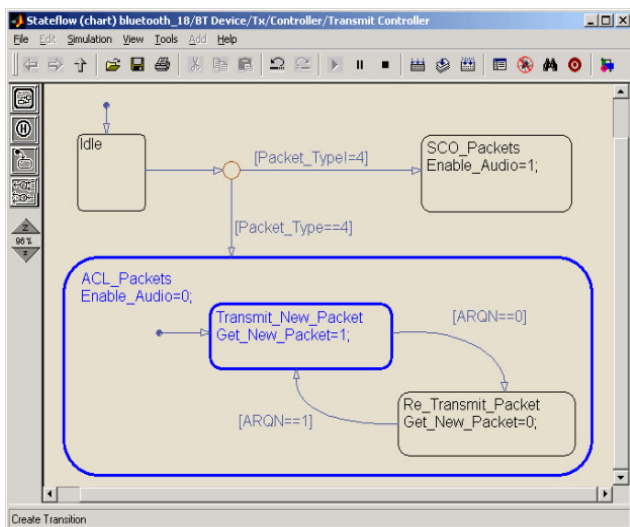 Stateflow (chart) bluetooth_18/BT Device/Tx/Controller/Transmit Controller
File Edit Simulation View Tools Add Help
Idle
[Packet_Type!=4]
SCO_Packets
Enable_Audio=1;
[Packet_Type==4]
ACL_Packets
Enable_Audio=0;
Transmit_New_Packet
Get_New_Packet=1;
[ARQN==0]
[ARQN==1]
Re_Transmit_Packet
Get_New_Packet=0;
H
Z
96 %
z
Create Transition